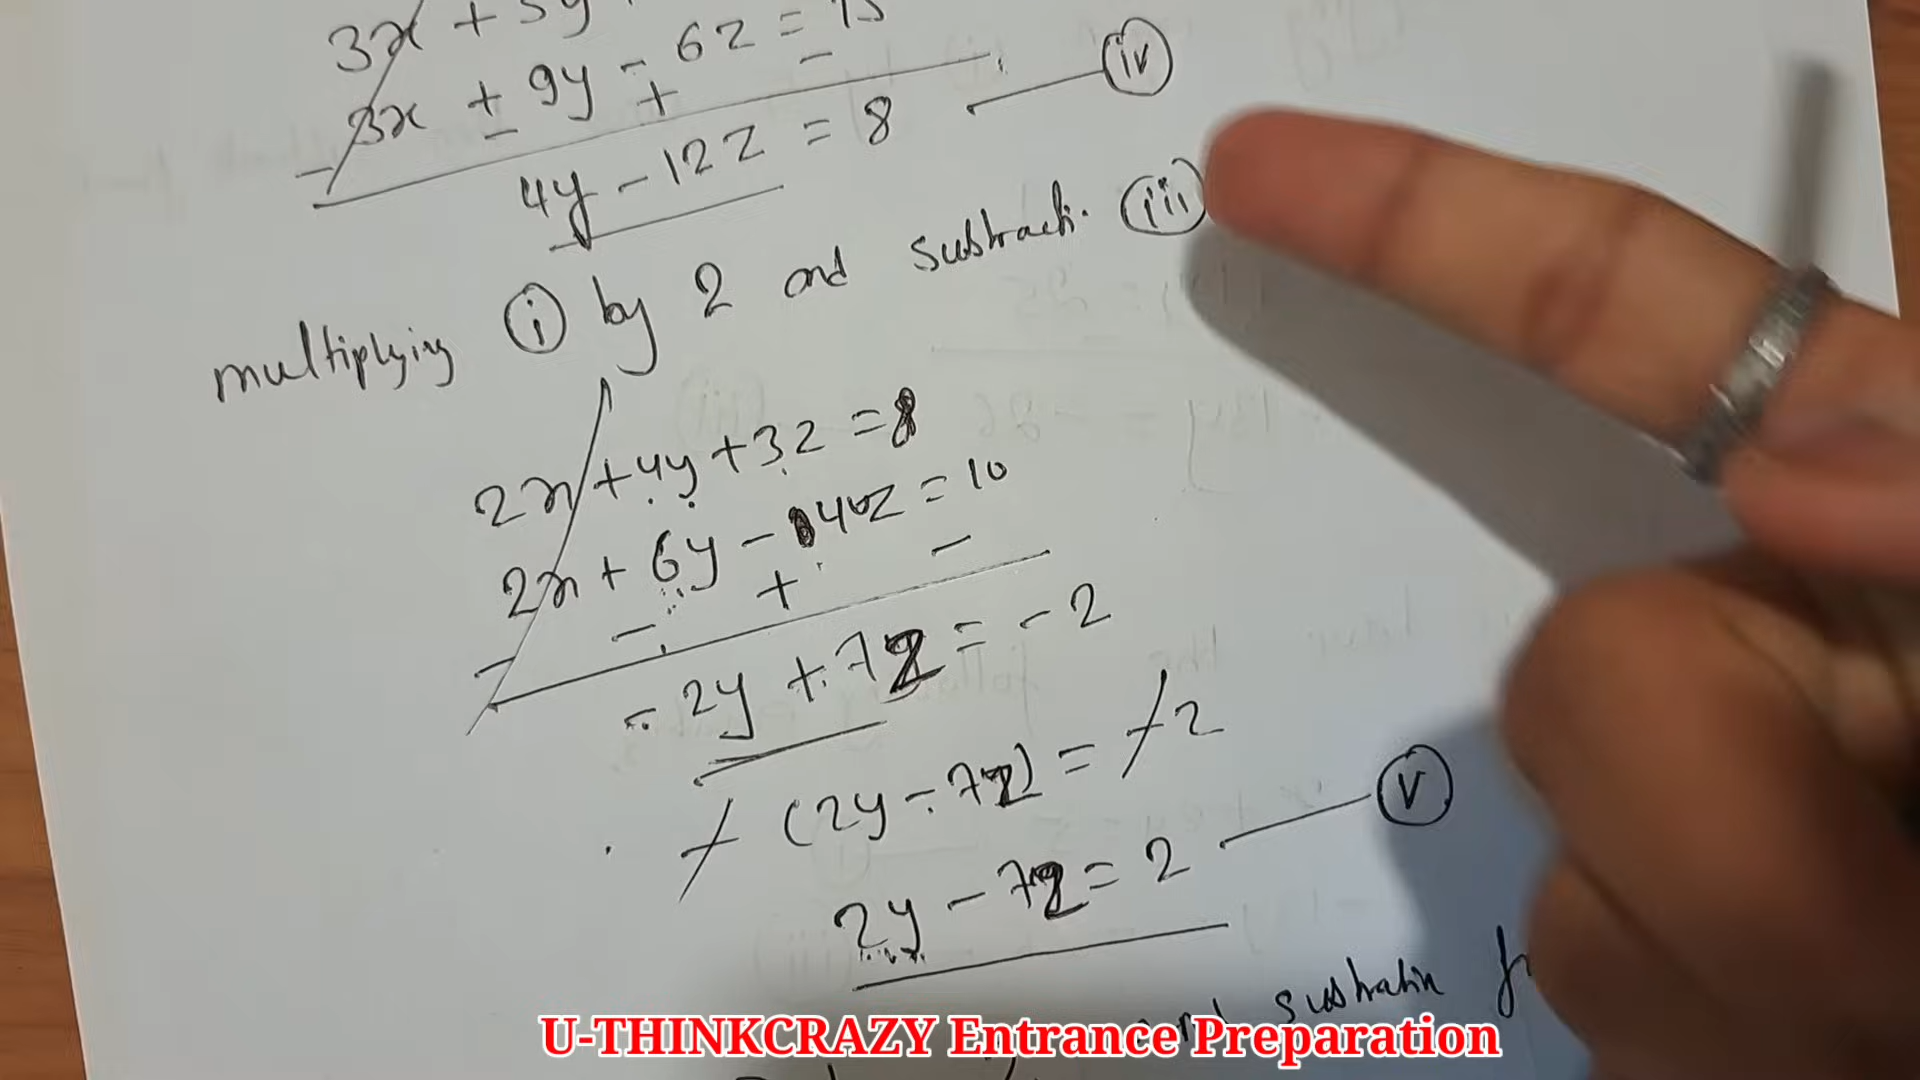 3x + 5y
3x + 9y - 6z = 15
- - + -
4y - 12z = 8 (iv)
multiplying (i) by 2 and subtract (iii)
2x + 4y + 3z = 8
2x + 6y - 4z = 10
- - + -
- 2y + 7z = -2
- (2y - 7z) = -2
2y - 7z = 2 (v)
and
U-THINKCRAZY Entrance Preparation